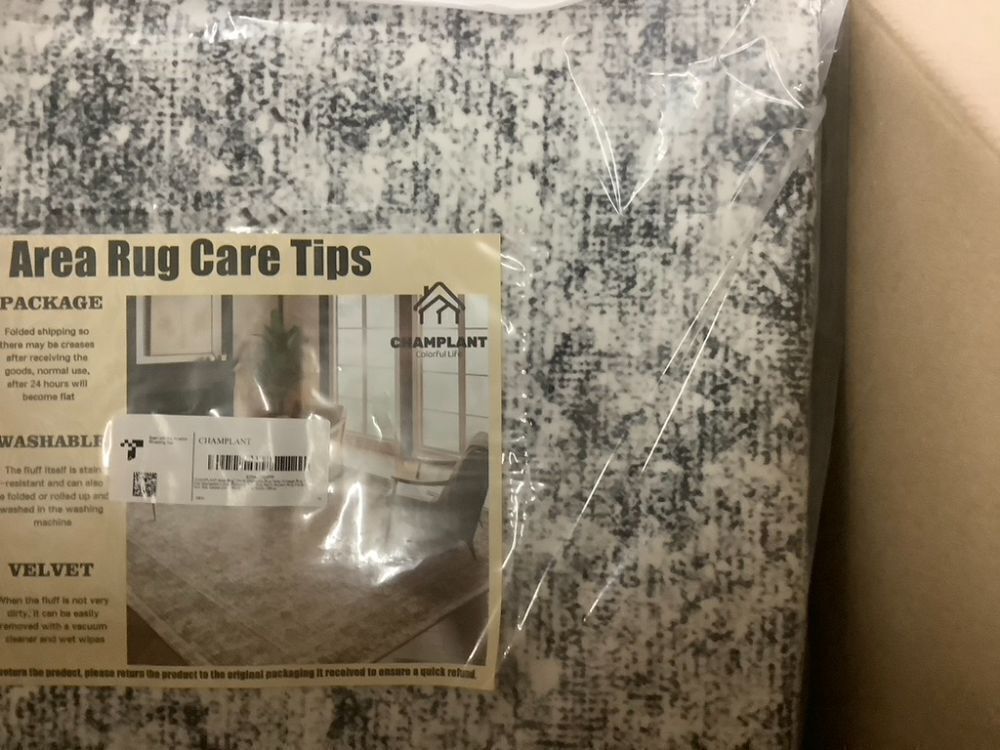 Area Rug Care Tips
PACKAGE
Folded shipping so
there may be creases
after receiving the
goods, normal use,
after 24 hours will
become flat
CHAMPLANT
Colorful Life
WASHABLE
The fluff itself is stain
-resistant and can also
folded or rolled up and
washed in the washing
machine
CHAMPLANT
VELVET
When the fluff is not very
dirty, it can be easily
removed with a vacuum
cleaner and wet wipes
return the product, please return the product to the original packaging it received to ensure a quick refund.